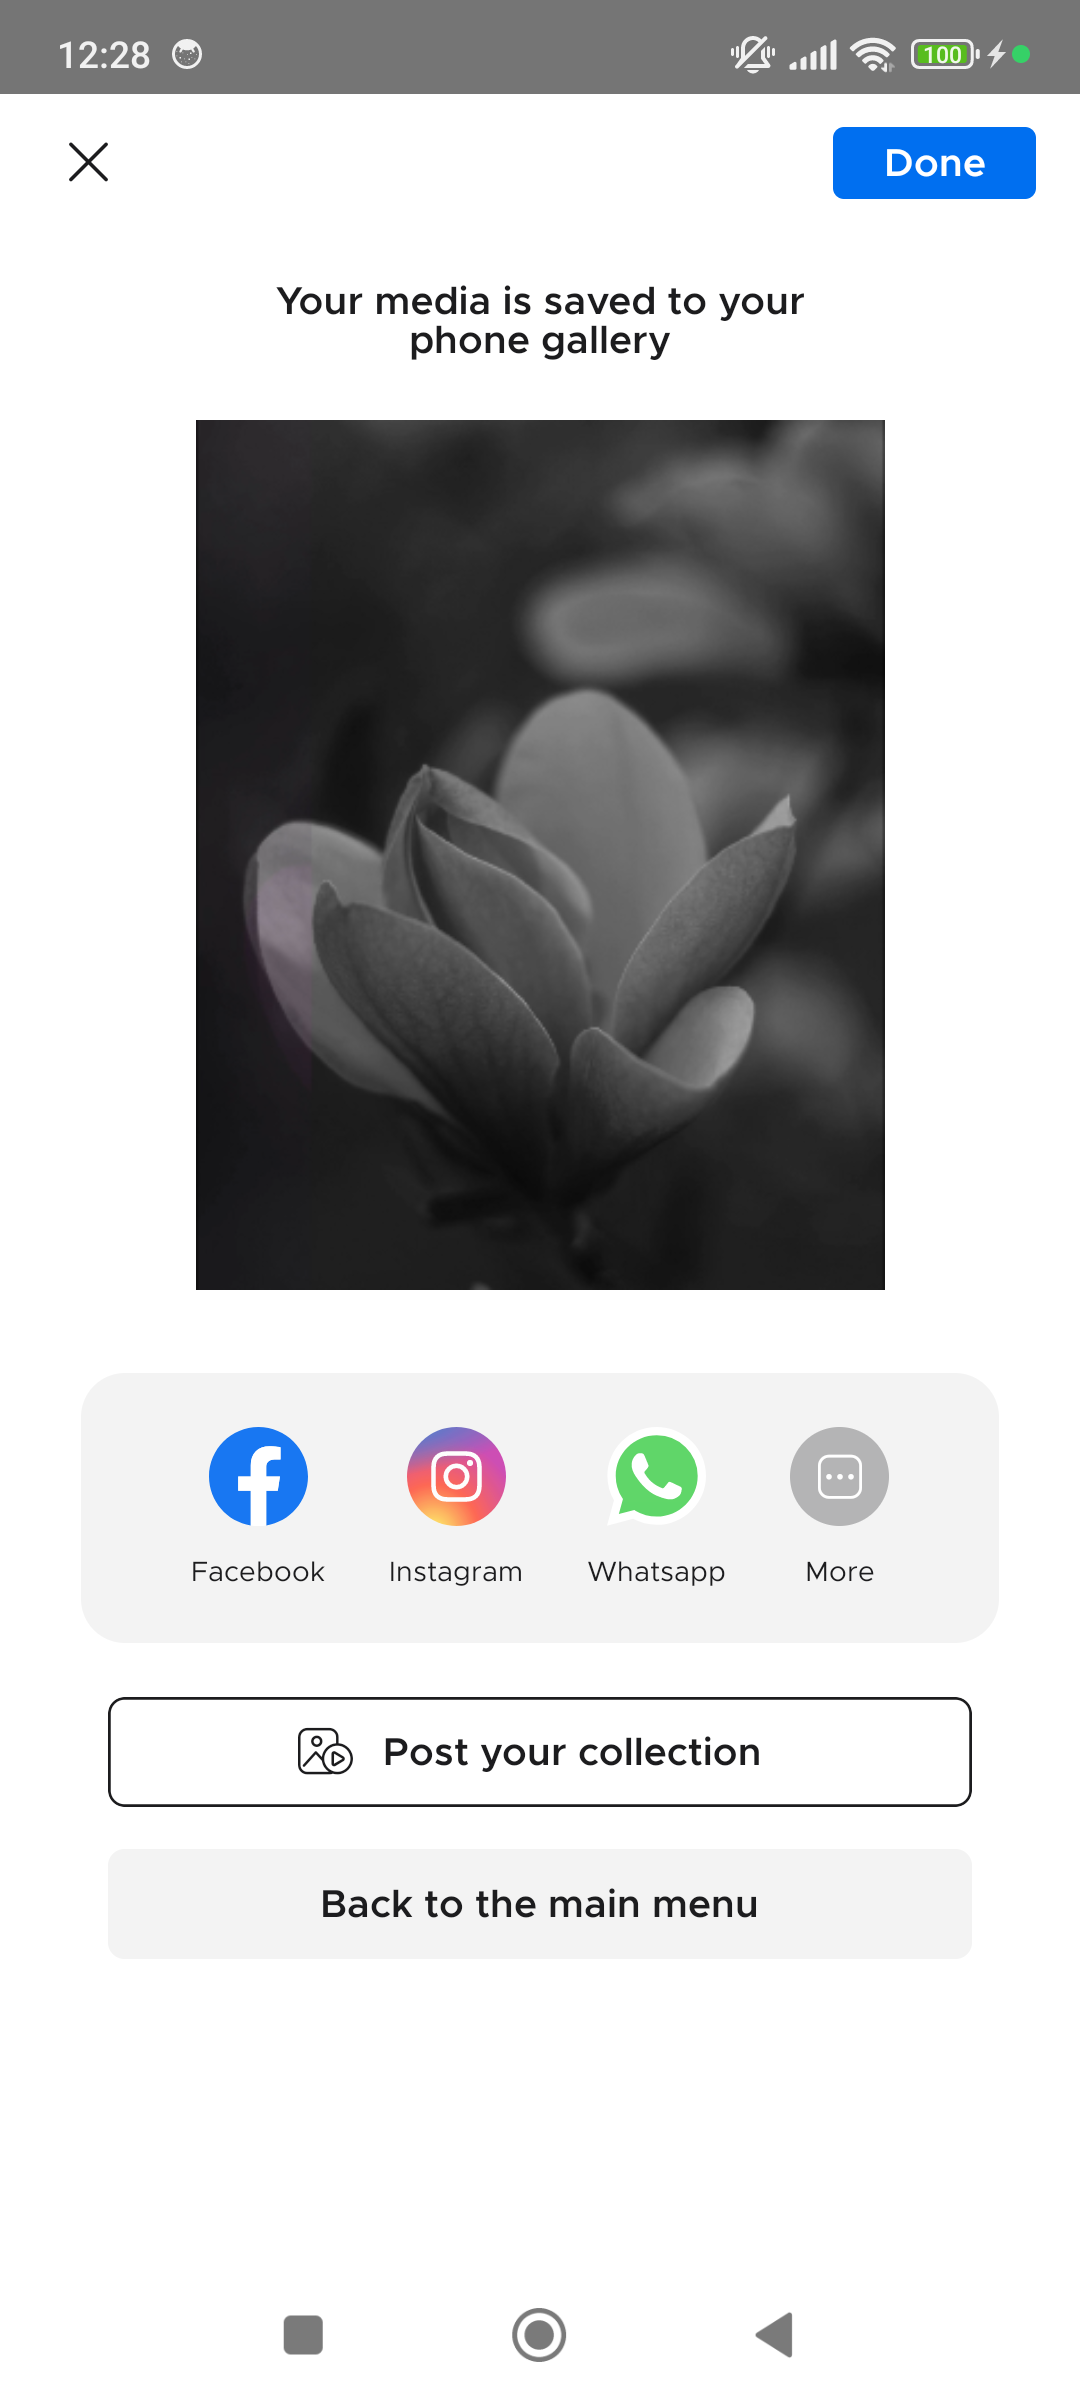 12:28
100
Done
Your media is saved to your
phone gallery
Facebook
Instagram
Whatsapp
More
Post your collection
Back to the main menu